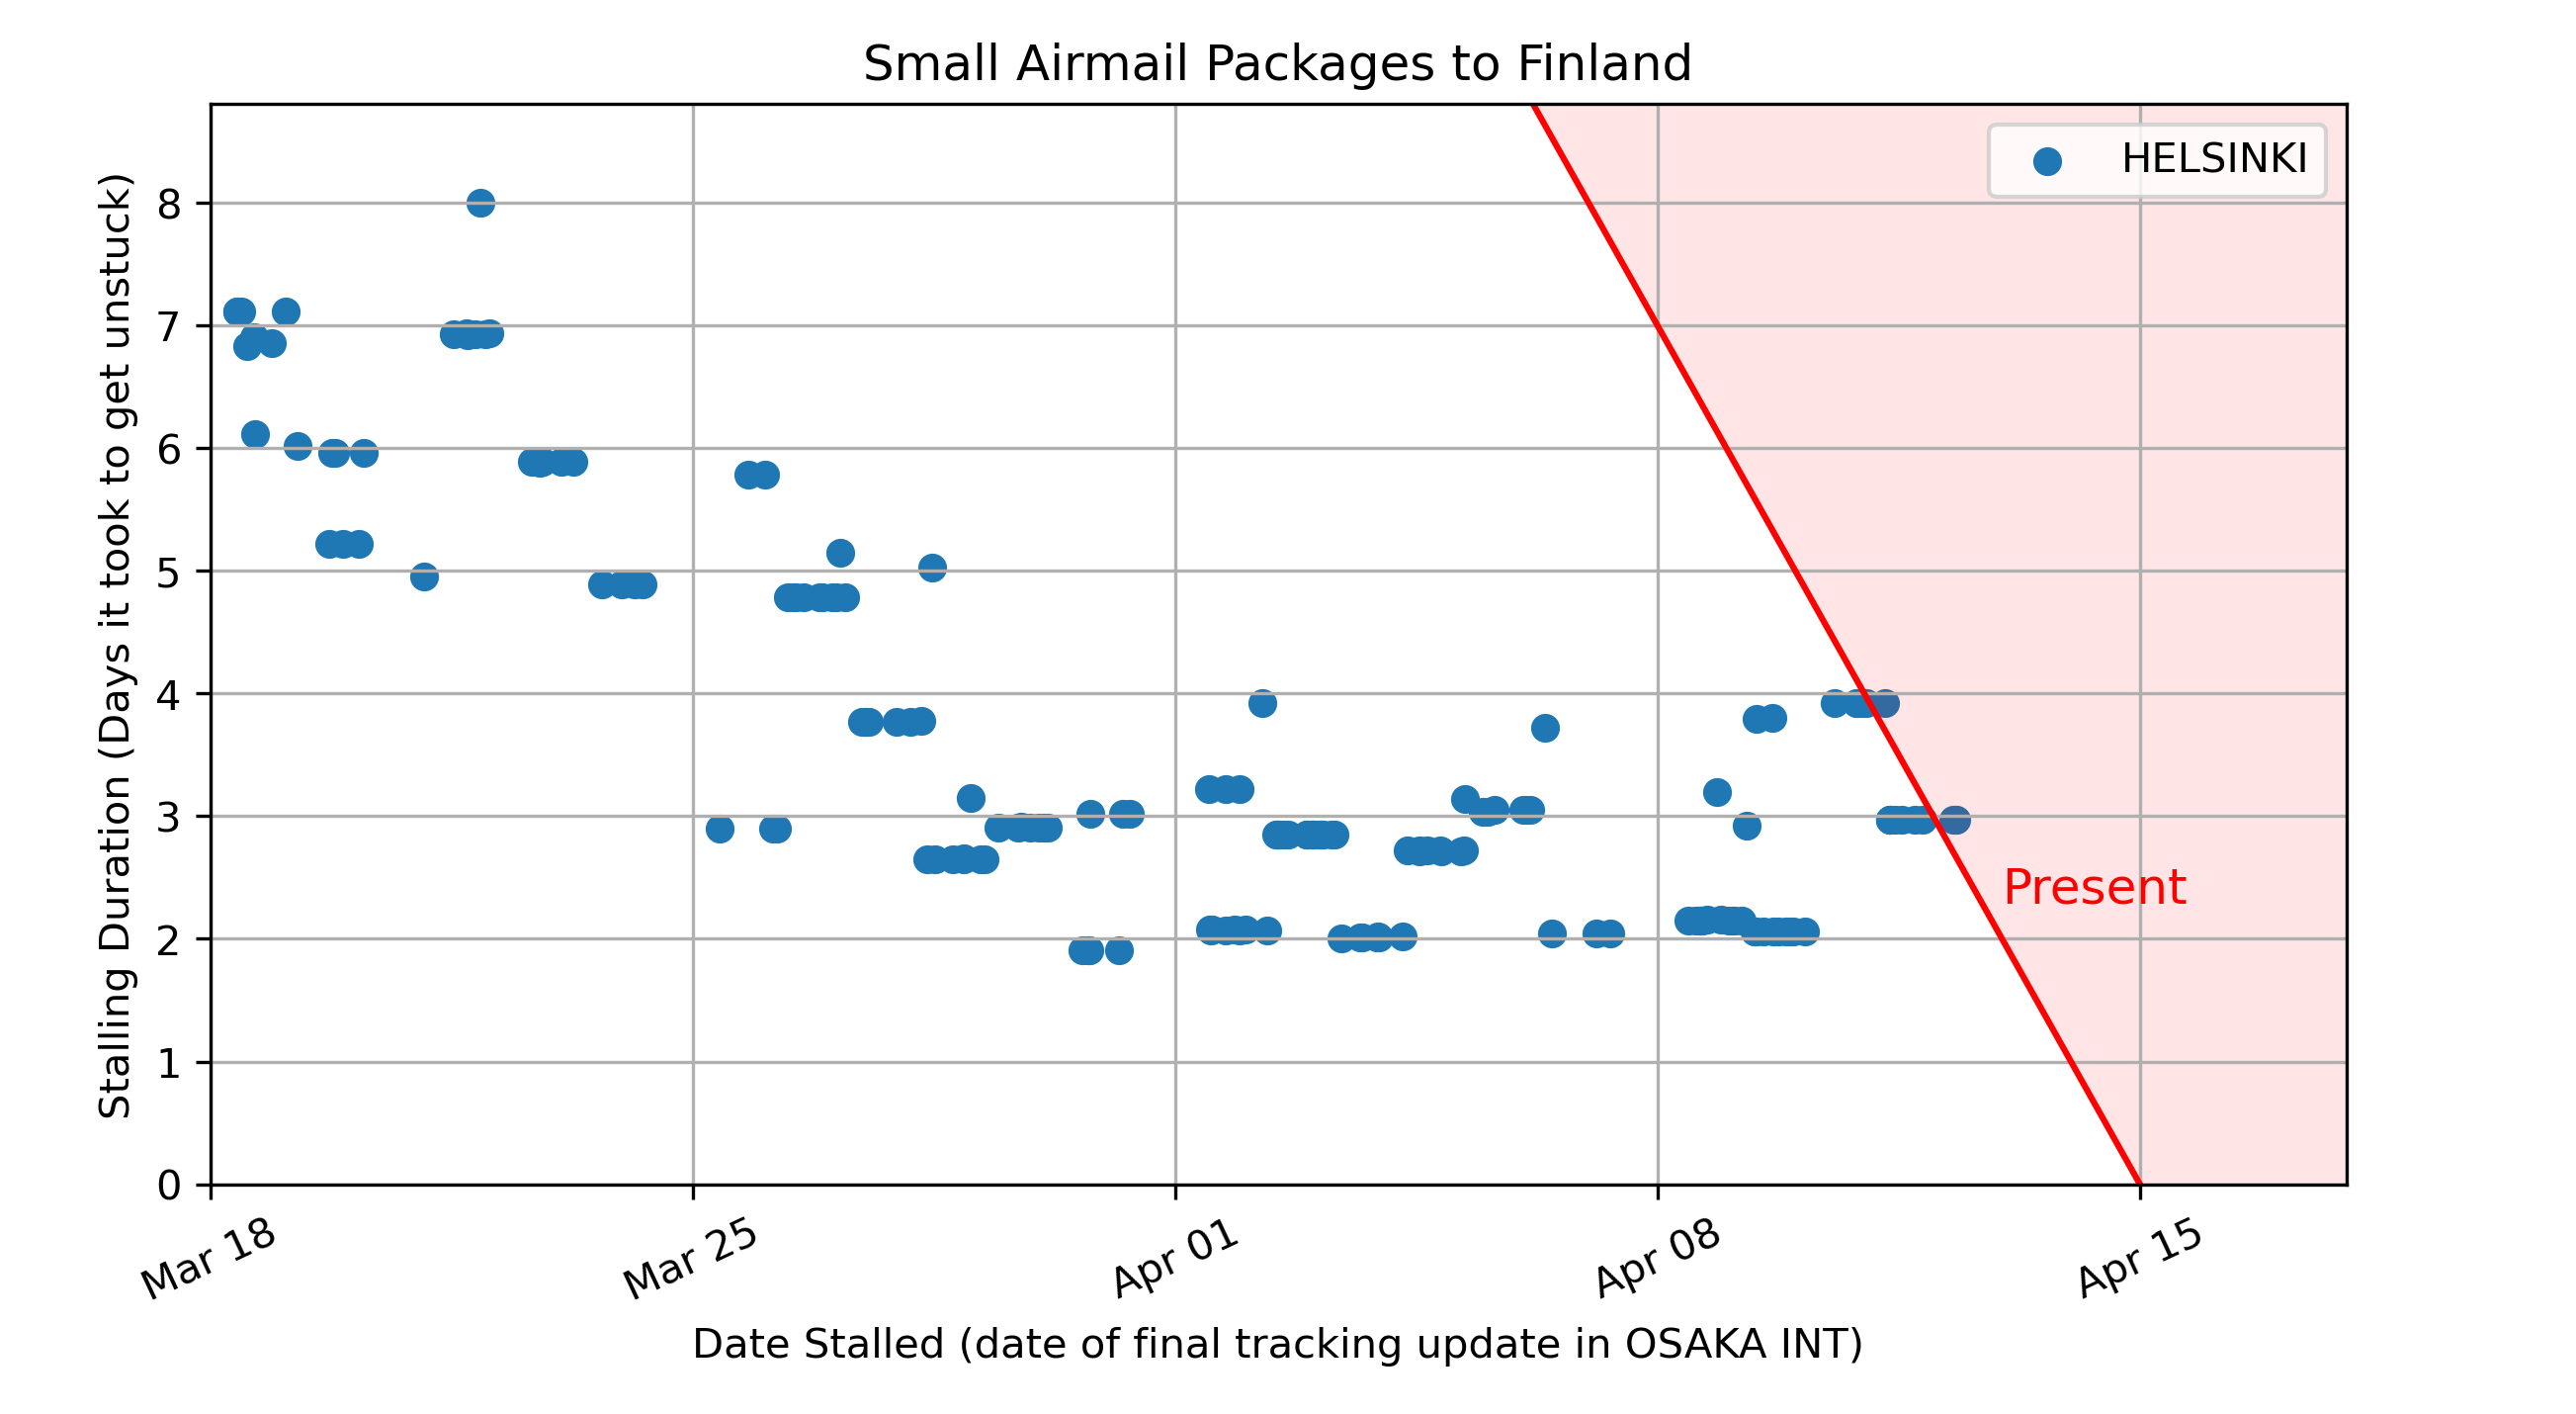 Small Airmail Packages to Finland
HELSINKI
Stalling Duration (Days it took to get unstuck)
8
7
6
5
4
3
2
1
0
Present
Mar 18
Mar 25
Apr 01
Apr 08
Apr 15
Date Stalled (date of final tracking update in OSAKA INT)